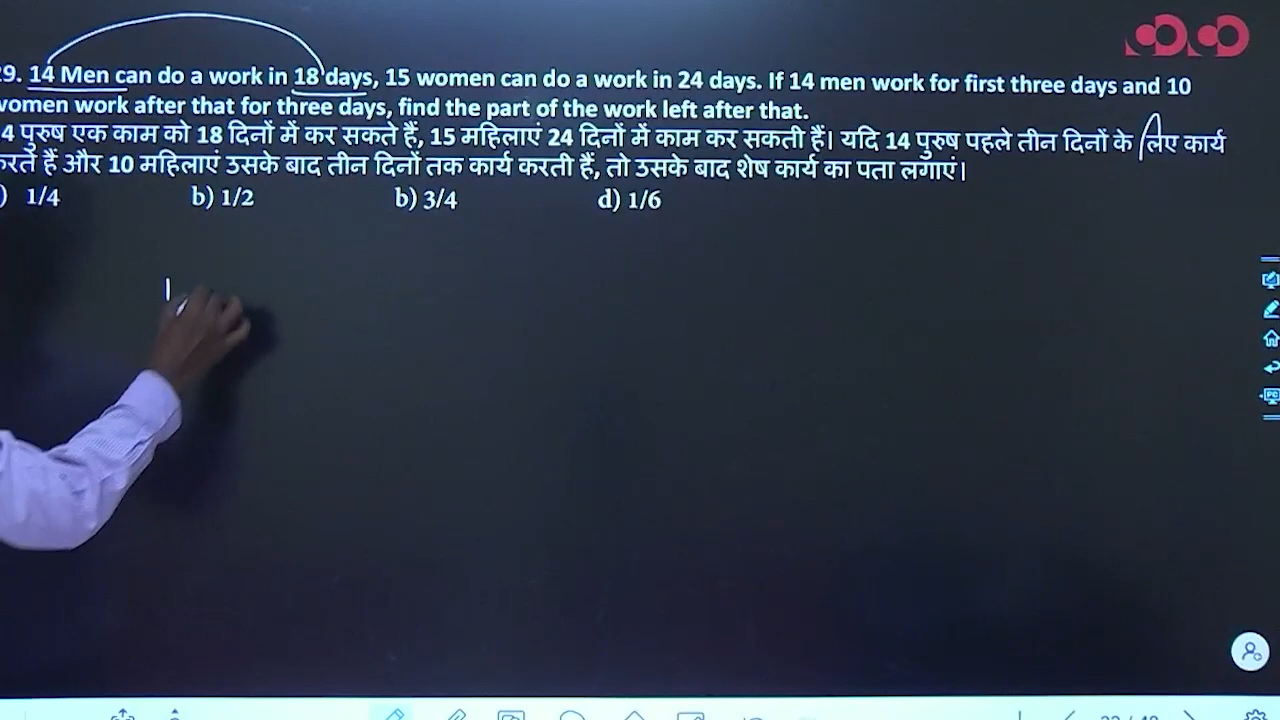 9. 14 Men can do a work in 18 days, 15 women can do a work in 24 days. If 14 men work for first three days and 10
women work after that for three days, find the part of the work left after that.
4 पुरुष एक काम को 18 दिनों में कर सकते हैं, 15 महिलाएं 24 दिनों में काम कर सकती हैं। यदि 14 पुरुष पहले तीन दिनों के लिए कार्य
करते हैं और 10 महिलाएं उसके बाद तीन दिनों तक कार्य करती हैं, तो उसके बाद शेष कार्य का पता लगाएं।
) 1/4 b) 1/2 b) 3/4 d) 1/6